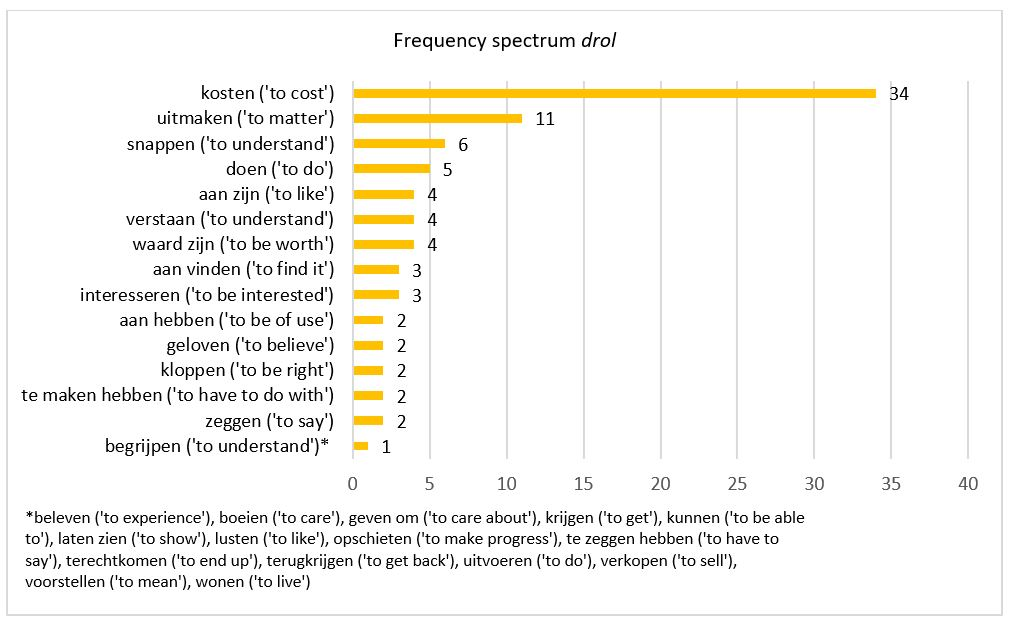 Frequency spectrum drol
kosten ('to cost') 34
uitmaken ('to matter') 11
snappen ('to understand') 6
doen ('to do') 5
aan zijn ('to like') 4
verstaan ('to understand') 4
waard zijn ('to be worth') 4
aan vinden ('to find it') 3
interesseren ('to be interested') 3
aan hebben ('to be of use') 2
geloven ('to believe') 2
kloppen ('to be right') 2
te maken hebben ('to have to do with') 2
zeggen ('to say') 2
begrijpen ('to understand')* 1
0 5 10 15 20 25 30 35 40
*beleven ('to experience'), boeien ('to care), geven om ('to care about'), krijgen ('to get'), kunnen ('to be able
to'), laten zien ('to show'), lusten ('to like'), opschieten ('to make progress'), te zeggen hebben ('to have to
say'), terechtkomen ('to end up'), terugkrijgen ('to get back'), uitvoeren ('to do'), verkopen ('to sell'),
voorstellen ('to mean'), wonen ('to live')